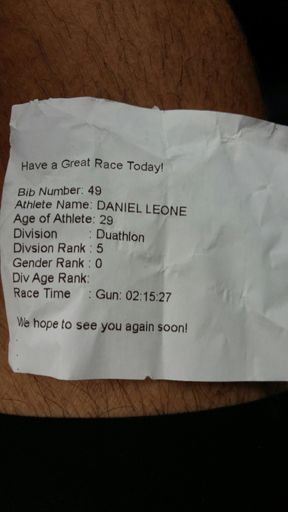 Have a Great Race Today!
Bib Number: 49
Athlete Name: DANIEL LEONE
Age of Athlete: 29
Division : Duathlon
Divsion Rank : 5
Gender Rank : 0
Div Age Rank:
Race Time : Gun: 02:15:27
We hope to see you again soon!